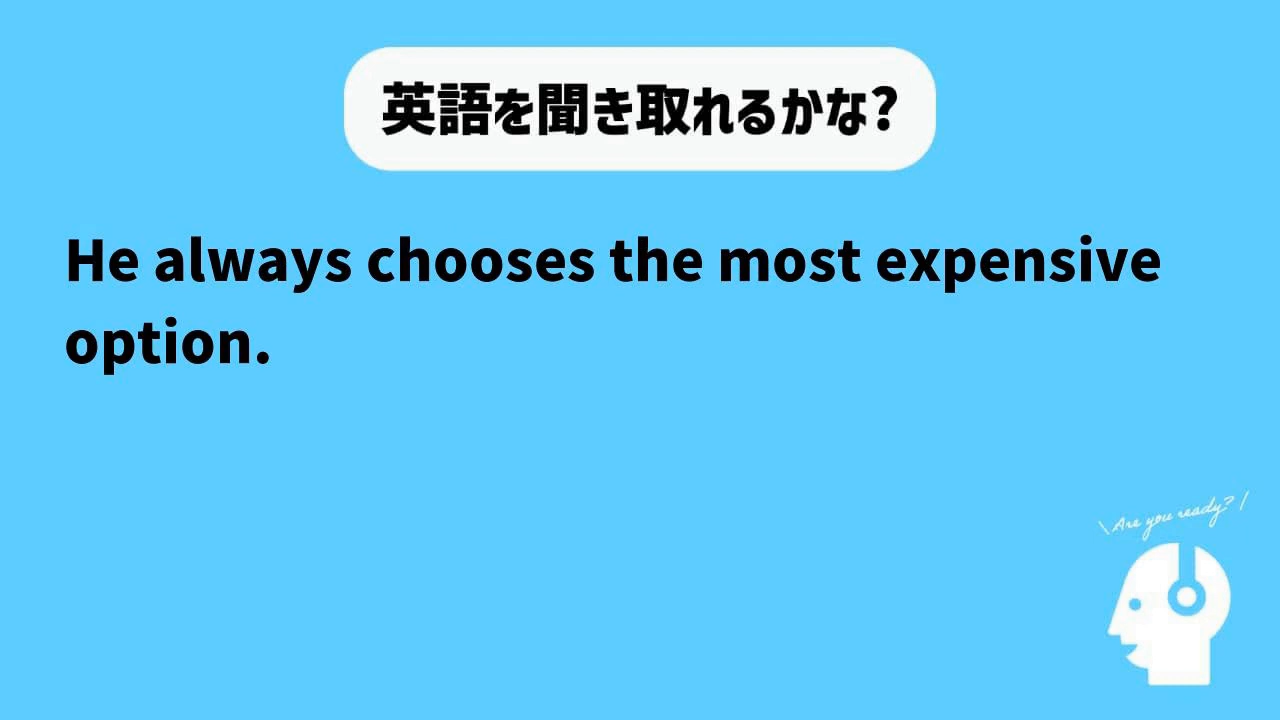 英語を聞き取れるかな?
He always chooses the most expensive
option.
\ Are you ready? /